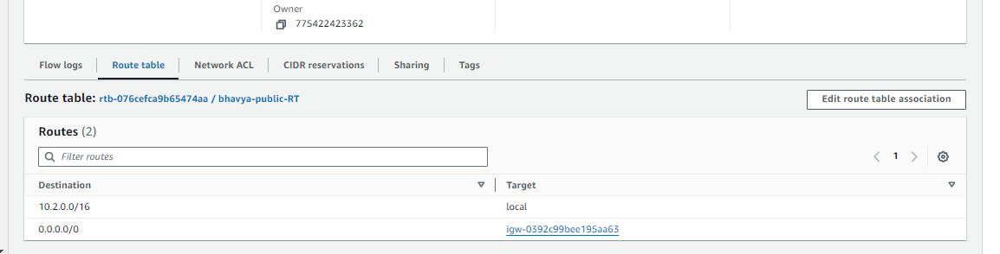 Owner
775422423362
Flow logs Route table Network ACL CIDR reservations Sharing Tags
Route table: rtb-076cefca9b65474aa / bhavya-public-RT Edit route table association
Routes (2)
Filter routes 1
Destination Target
10.2.0.0/16 local
0.0.0.0/0 igw-0392c99bee195aa63